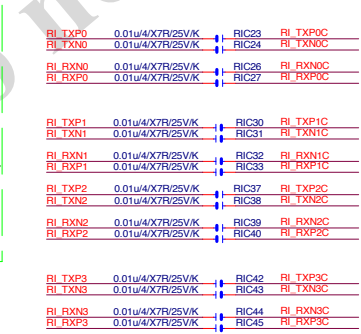 RI_TXP0 0.01u/4/X7R/25V/K RIC23 RI_TXP0C
RI_TXN0 0.01u/4/X7R/25V/K RIC24 RI_TXN0C
RI_RXN0 0.01u/4/X7R/25V/K RIC26 RI_RXN0C
RI_RXP0 0.01u/4/X7R/25V/K RIC27 RI_RXP0C
RI_TXP1 0.01u/4/X7R/25V/K RIC30 RI_TXP1C
RI_TXN1 0.01u/4/X7R/25V/K RIC31 RI_TXN1C
RI_RXN1 0.01u/4/X7R/25V/K RIC32 RI_RXN1C
RI_RXP1 0.01u/4/X7R/25V/K RIC33 RI_RXP1C
RI_TXP2 0.01u/4/X7R/25V/K RIC37 RI_TXP2C
RI_TXN2 0.01u/4/X7R/25V/K RIC38 RI_TXN2C
RI_RXN2 0.01u/4/X7R/25V/K RIC39 RI_RXN2C
RI_RXP2 0.01u/4/X7R/25V/K RIC40 RI_RXP2C
RI_TXP3 0.01u/4/X7R/25V/K RIC42 RI_TXP3C
RI_TXN3 0.01u/4/X7R/25V/K RIC43 RI_TXN3C
RI_RXN3 0.01u/4/X7R/25V/K RIC44 RI_RXN3C
RI_RXP3 0.01u/4/X7R/25V/K RIC45 RI_RXP3C